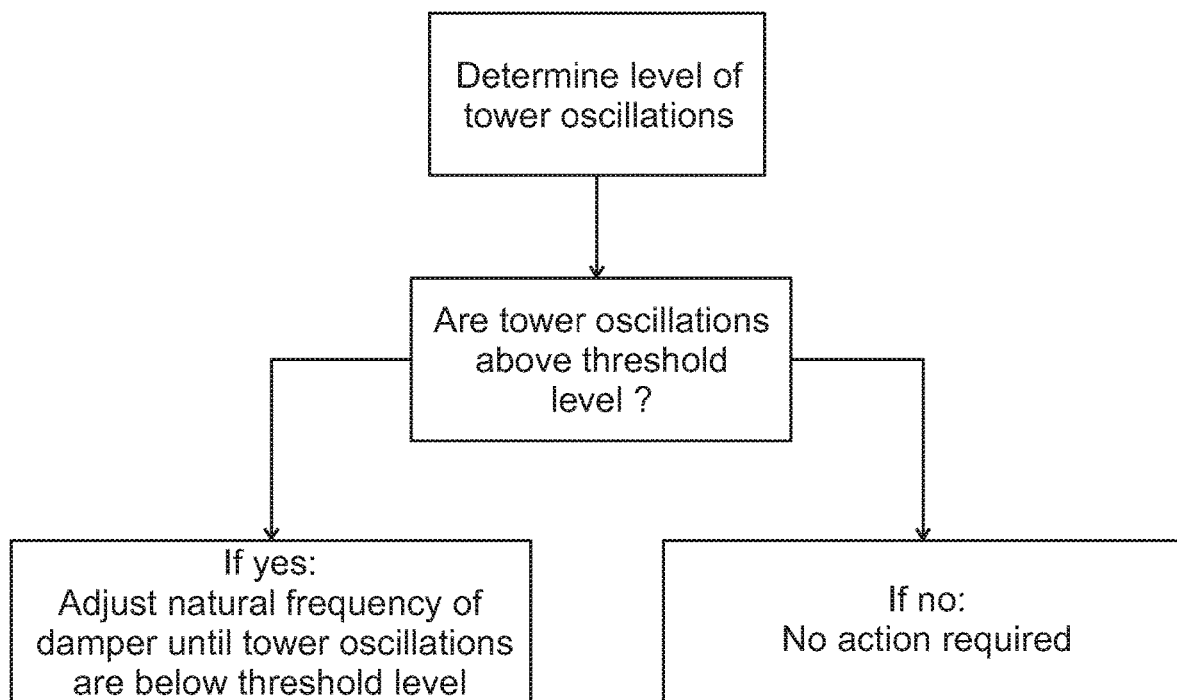 Determine level of
tower oscillations
Are tower oscillations
above threshold
level ?
If yes:
Adjust natural frequency of
damper until tower oscillations
are below threshold level
If no:
No action required